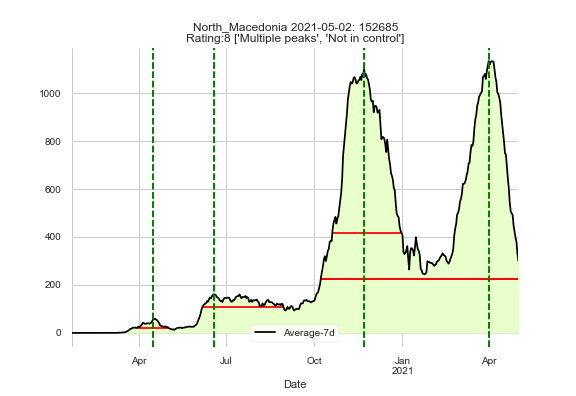 North_Macedonia 2021-05-02: 152685
Rating:8 ['Multiple peaks', 'Not in control']
1000
800
600
400
200
0
Average-7d
Apr
Jul
Oct
Jan
2021
Apr
Date